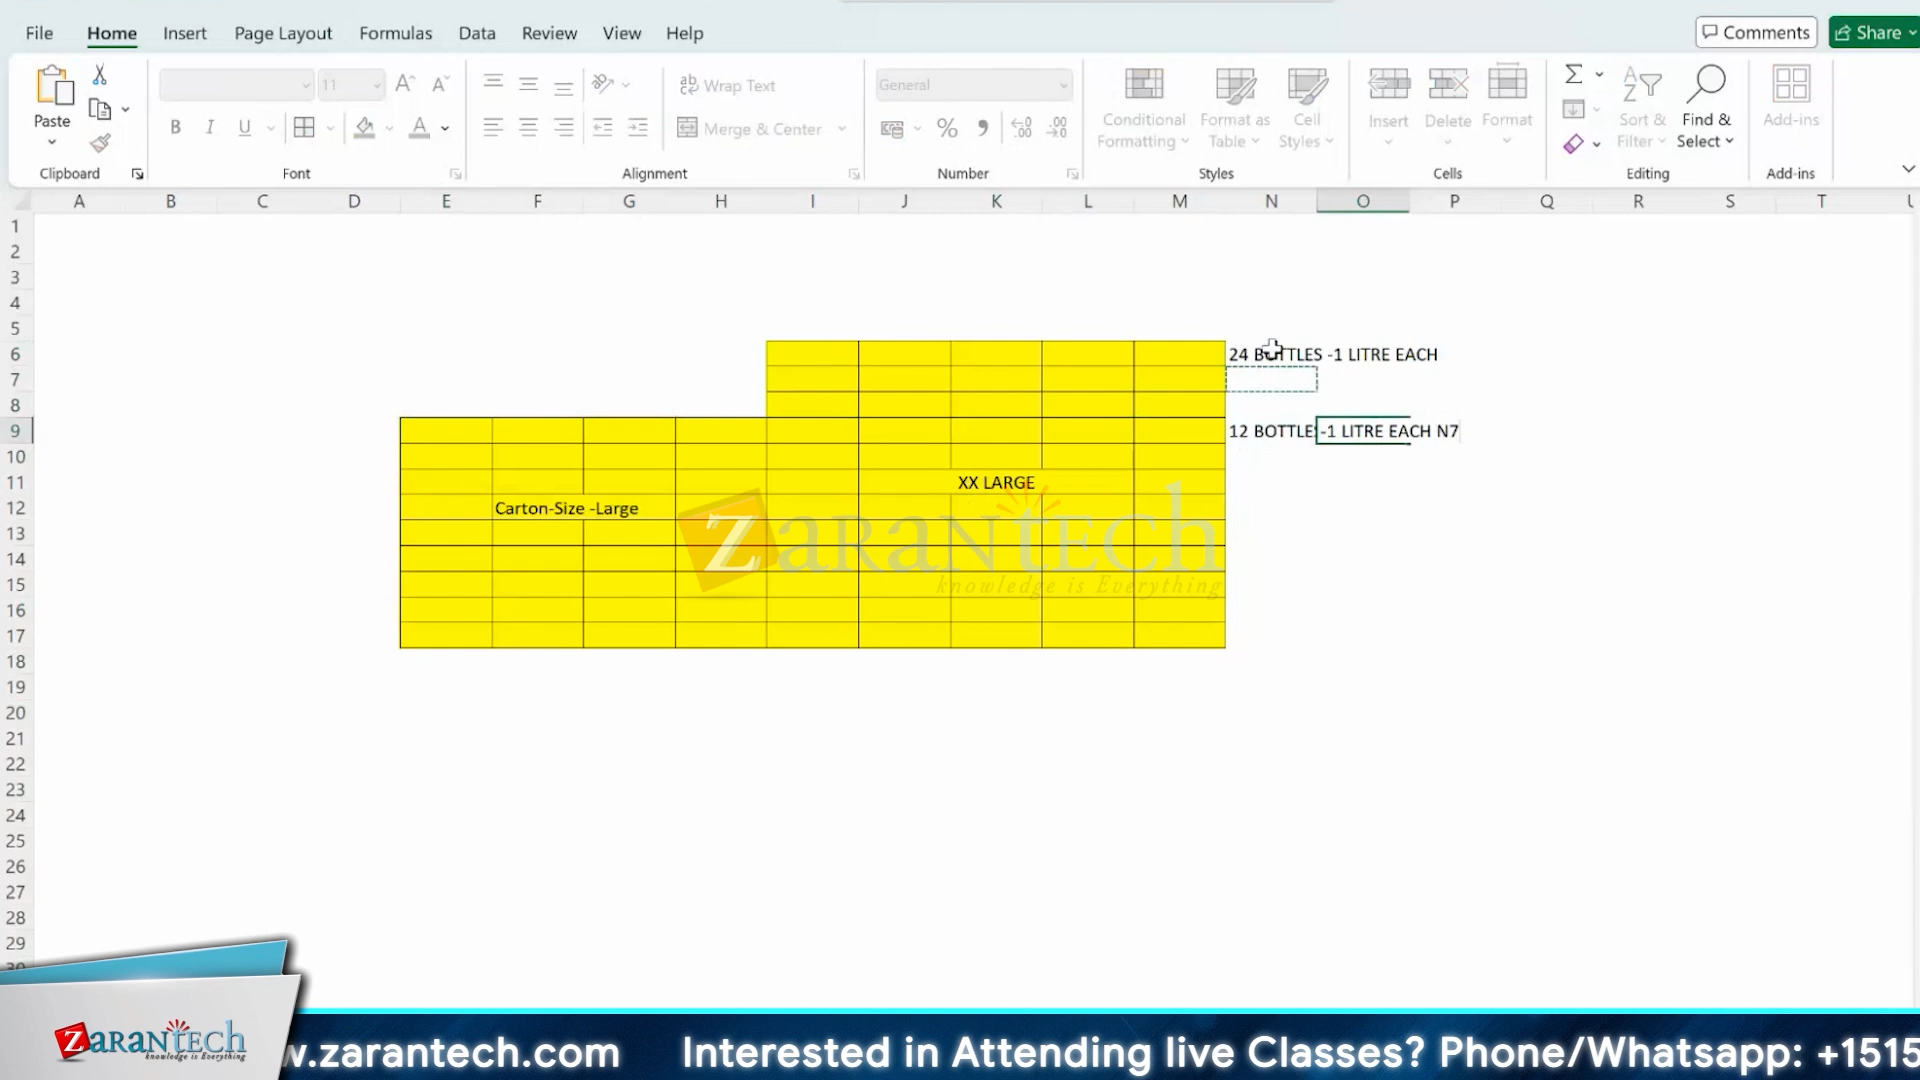 File Home Insert Page Layout Formulas Data Review View Help Comments Share
Paste
11
Wrap Text
General
B I U
Merge & Center
Conditional Formatting
Format as Table
Cell Styles
Insert
Delete
Format
Sort & Filter
Find & Select
Add-ins
Clipboard Font Alignment Number Styles Cells Editing Add-ins
A B C D E F G H I J K L M N O P Q R S T
1
2
3
4
5
6 24 BOTTLES -1 LITRE EACH
7
8
9 12 BOTTLES -1 LITRE EACH N7
10
11 XX LARGE
12 Carton-Size -Large
13
14
15
16
17
18
19
20
21
22
23
24
25
26
27
28
29
30
ZaranTech
knowledge is Everything
ZaranTech
knowledge is Everything
w.zarantech.com Interested in Attending live Classes? Phone/Whatsapp: +1515